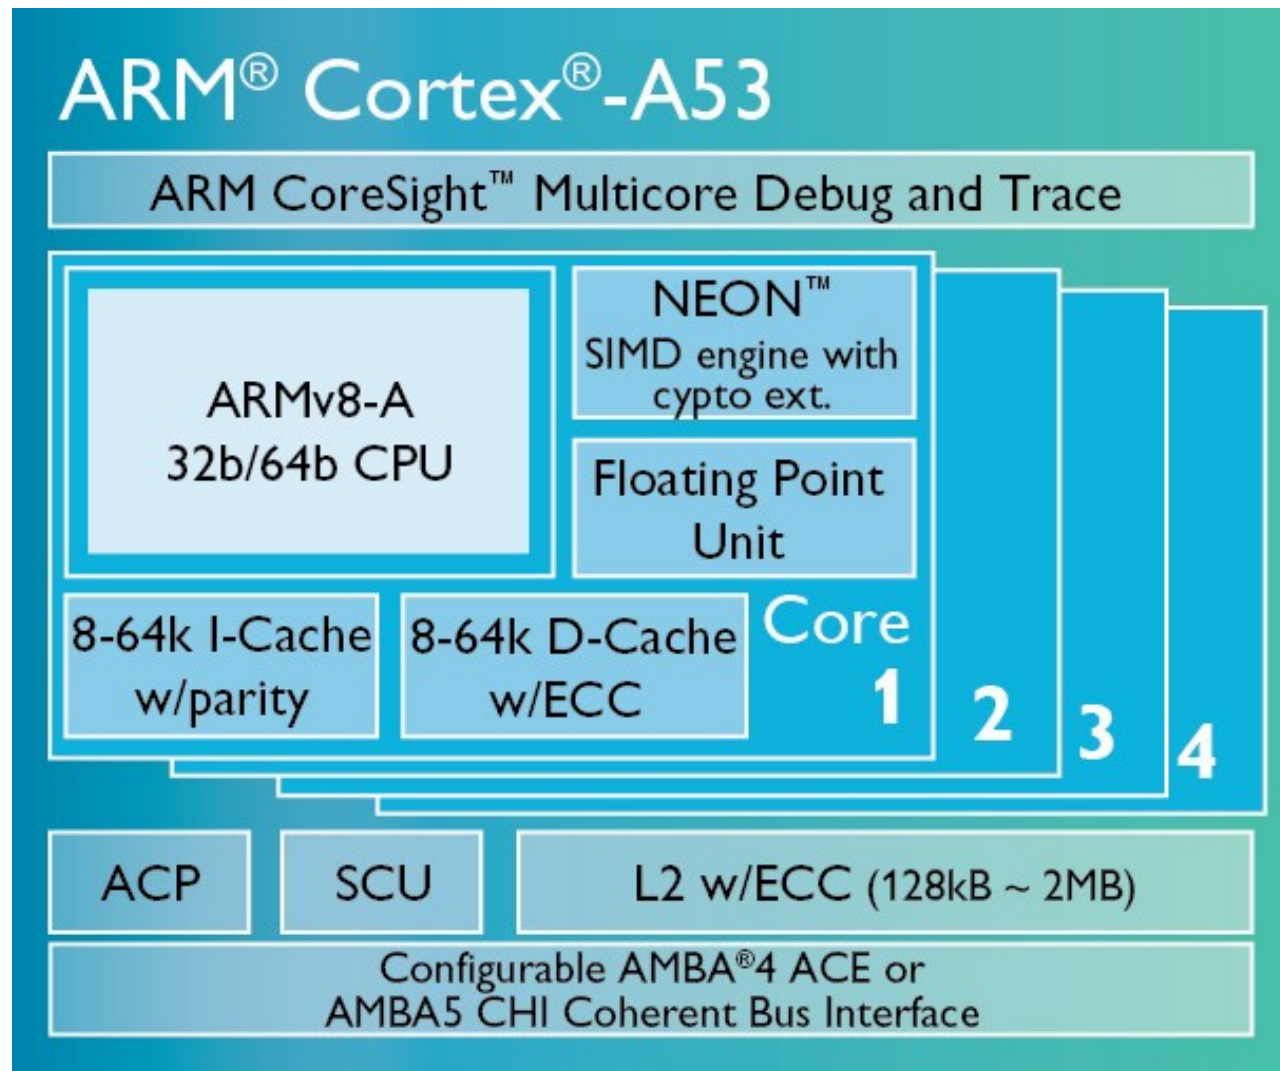 ARM® Cortex®-A53
ARM CoreSight™ Multicore Debug and Trace
ARMv8-A
32b/64b CPU
NEON™
SIMD engine with
cypto ext.
Floating Point
Unit
8-64k I-Cache
w/parity
8-64k D-Cache
w/ECC
Core
1
2
3
4
ACP
SCU
L2 w/ECC (128kB ~ 2MB)
Configurable AMBA®4 ACE or
AMBA5 CHI Coherent Bus Interface